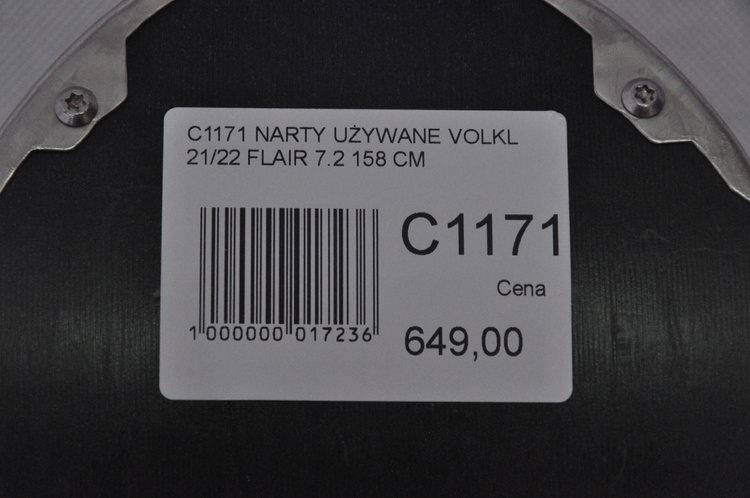 C1171 NARTY UŻYWANE VOLKL
21/22 FLAIR 7.2 158 CM
C1171
Cena
1 000000 017236
649,00